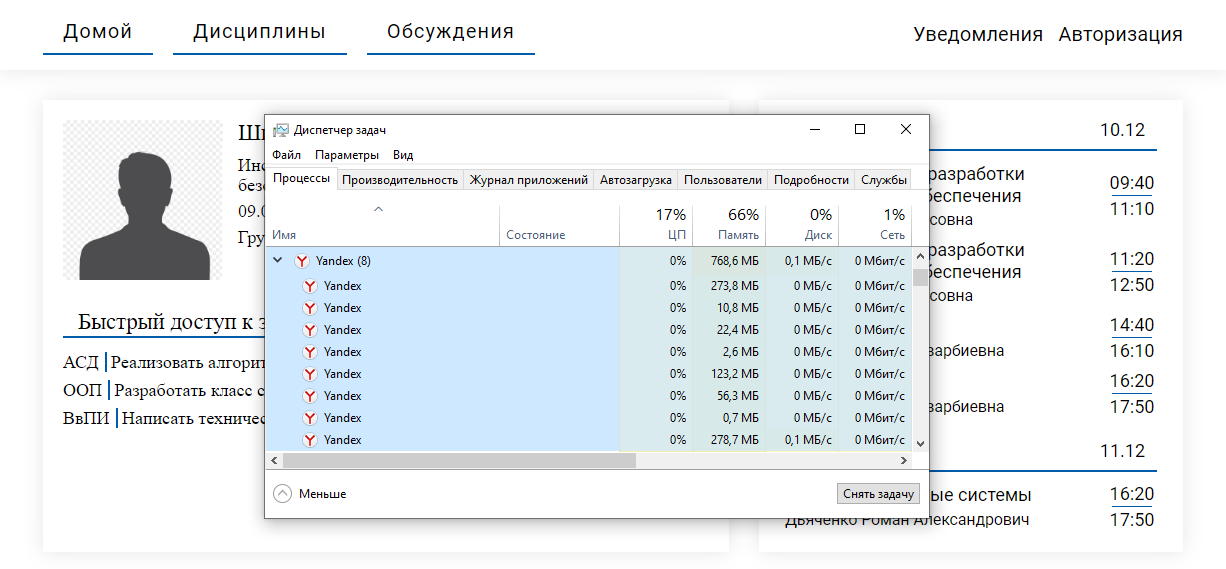 Домой Дисциплины Обсуждения Уведомления Авторизация
Диспетчер задач
Файл Параметры Вид
Процессы Производительность Журнал приложений Автозагрузка Пользователи Подробности Службы
17% 66% 0% 1%
Имя Состояние ЦП Память Диск Сеть
Yandex (8) 0% 768,6 МБ 0,1 МБ/с 0 Мбит/с
Yandex 0% 273,8 МБ 0 МБ/с 0 Мбит/с
Yandex 0% 10,8 МБ 0 МБ/с 0 Мбит/с
Yandex 0% 22,4 МБ 0 МБ/с 0 Мбит/с
Yandex 0% 2,6 МБ 0 МБ/с 0 Мбит/с
Yandex 0% 123,2 МБ 0 МБ/с 0 Мбит/с
Yandex 0% 56,3 МБ 0 МБ/с 0 Мбит/с
Yandex 0% 0,7 МБ 0 МБ/с 0 Мбит/с
Yandex 0% 278,7 МБ 0,1 МБ/с 0 Мбит/с
Меньше Снять задачу
09.0
Быстрый доступ к з
АСД Реализовать алгорит
ООП Разработать класс с
ВвПИ Написать техничес
10.12
разработки 09:40
беспечения 11:10
совна
разработки 11:20
беспечения 12:50
совна
14:40
варбиевна 16:10
16:20
варбиевна 17:50
11.12
ые системы 16:20
Дьяченко Роман Александрович 17:50